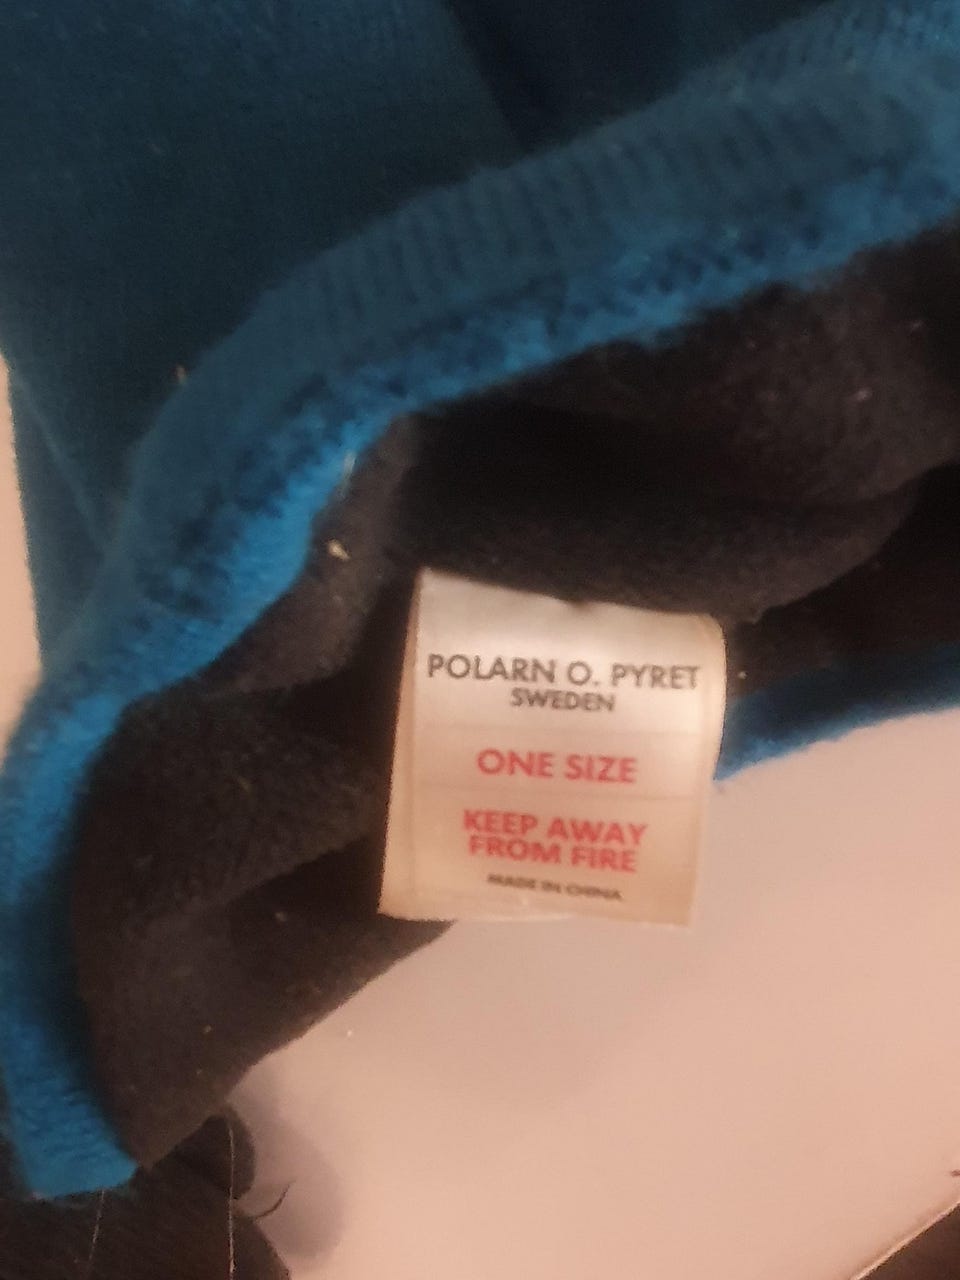 POLARN O. PYRET
SWEDEN
ONE SIZE
KEEP AWAY
FROM FIRE
MADE IN CHINA